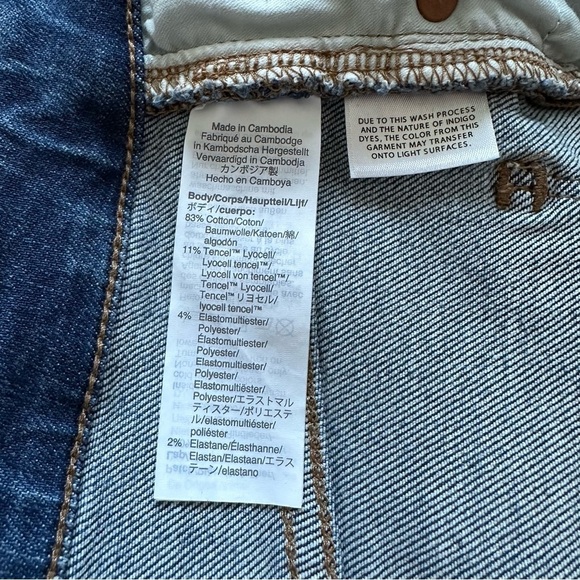 Made in Cambodia
Fabriqué au Cambodge
in Kambodscha Hergestellt
Vervaardigd in Cambodja
カンボジア製
Hecho en Camboya
Body/Corps/Hauptteil/Lijf/
ボディ/cuerpo:
83% Cotton/Coton/
Baumwolle/Katoen/綿/
algodón
11% Tencel™ Lyocell/
Lyocell tencel™/
Lyocell von tencel™/
Tencel™ Lyocell/
Tencel™ リヨセル/
lyocell tencel™
4% Elastomultiester/
Polyester/
Élastomultiester/
Polyester/
Elastomultiester/
Polyester/
Elastomultiëster/
Polyester/エラストマル
ティスター/ポリエステ
ル/elastomultiéster/
poliéster
2% Elastane/Élasthanne/
Elastan/Elastaan/エラス
テーン/elastano
DUE TO THIS WASH PROCESS
AND THE NATURE OF INDIGO
DYES, THE COLOR FROM THIS
GARMENT MAY TRANSFER
ONTO LIGHT SURFACES.